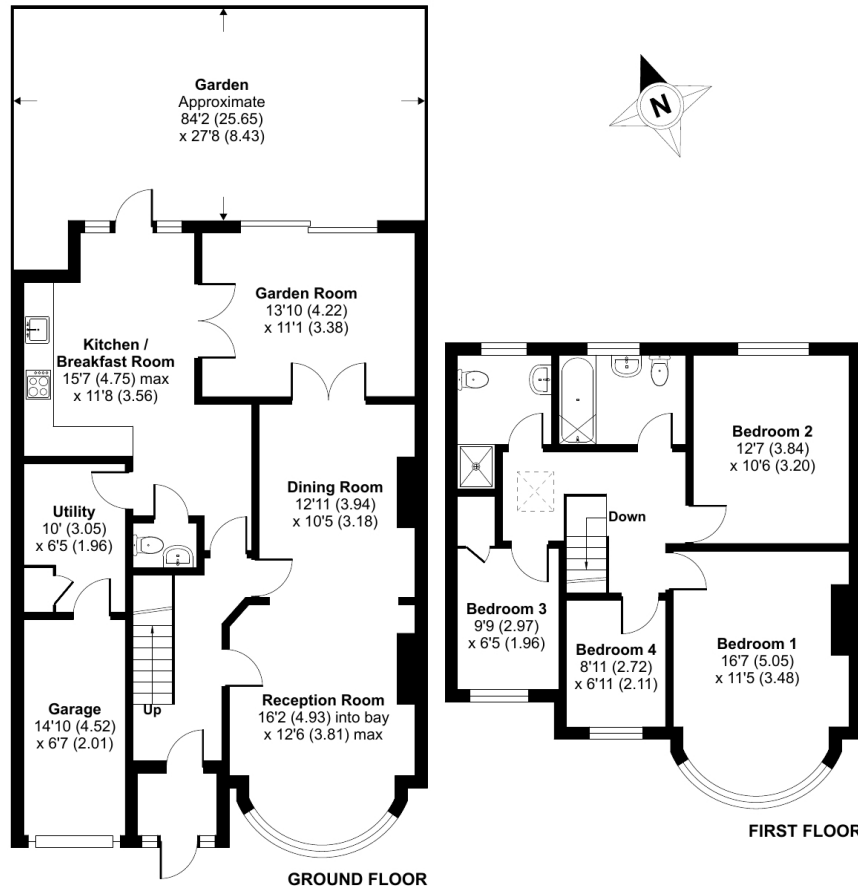 Garden
Approximate
84'2 (25.65)
x 27'8 (8.43)
N
Garden Room
13'10 (4.22)
x 11'1 (3.38)
Kitchen /
Breakfast Room
15'7 (4.75) max
x 11'8 (3.56)
Dining Room
12'11 (3.94)
x 10'5 (3.18)
Utility
10' (3.05)
x 6'5 (1.96)
Up
Garage
14'10 (4.52)
x 6'7 (2.01)
Reception Room
16'2 (4.93) into bay
x 12'6 (3.81) max
GROUND FLOOR
Bedroom 2
12'7 (3.84)
x 10'6 (3.20)
Down
Bedroom 3
9'9 (2.97)
x 6'5 (1.96)
Bedroom 4
8'11 (2.72)
x 6'11 (2.11)
Bedroom 1
16'7 (5.05)
x 11'5 (3.48)
FIRST FLOOR